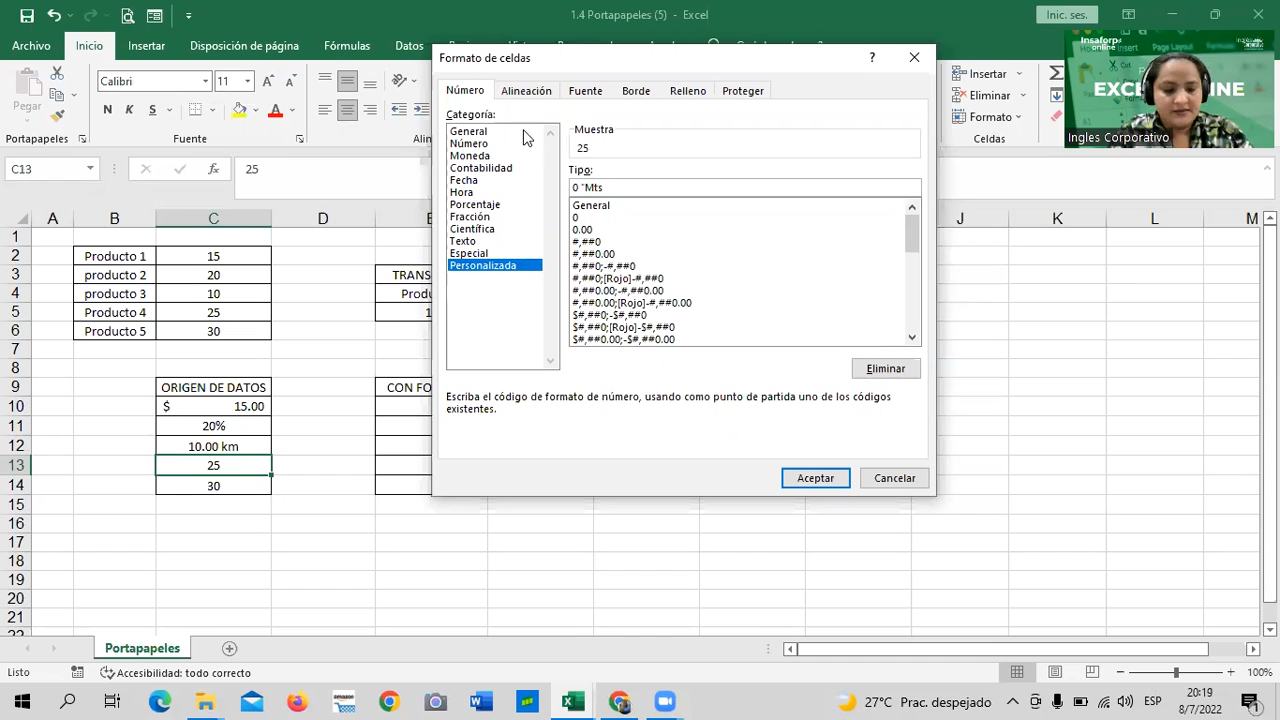 1.4 Portapapeles (5) - Excel
Inic. ses.
Archivo Inicio Insertar Disposición de página Fórmulas Datos
Pegar
Portapapeles
Calibri 11
N K S
Fuente
Insertar
Eliminar
Formato
Celdas
Insaforp online
EXCEL
INE
Ingles Corporativo
C13 25
A B C D E J K L M
1
2 Producto 1 15
3 producto 2 20 TRANS
4 producto 3 10 Produ
5 Producto 4 25 1
6 Producto 5 30
7
8
9 ORIGEN DE DATOS CON FO
10 $ 15.00
11 20%
12 10.00 km
13 25
14 30
15
16
17
18
19
20
21
22
Formato de celdas
?
Número Alineación Fuente Borde Relleno Proteger
Categoría:
General
Número
Moneda
Contabilidad
Fecha
Hora
Porcentaje
Fracción
Científica
Texto
Especial
Personalizada
Muestra
25
Tipo:
0 "Mts
General
0
0.00
#,##0
#,##0.00
#,##0;-#,##0
#,##0;[Rojo]-#,##0
#,##0.00;-#,##0.00
#,##0.00;[Rojo]-#,##0.00
$#,##0;-$#,##0
$#,##0;[Rojo]-$#,##0
$#,##0.00;-$#,##0.00
Eliminar
Escriba el código de formato de número, usando como punto de partida uno de los códigos
existentes.
Aceptar Cancelar
Portapapeles
Listo Accesibilidad: todo correcto 100%
27°C Prac. despejado ESP 20:19
8/7/2022